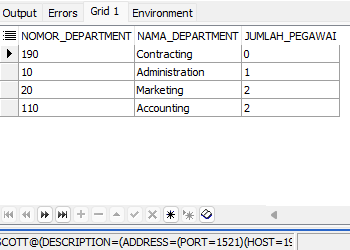 Output Errors Grid 1 Environment
NOMOR_DEPARTMENT NAMA_DEPARTMENT JUMLAH_PEGAWAI
190 Contracting 0
10 Administration 1
20 Marketing 2
110 Accounting 2
SCOTT@(DESCRIPTION=(ADDRESS=(PORT=1521)(HOST=19